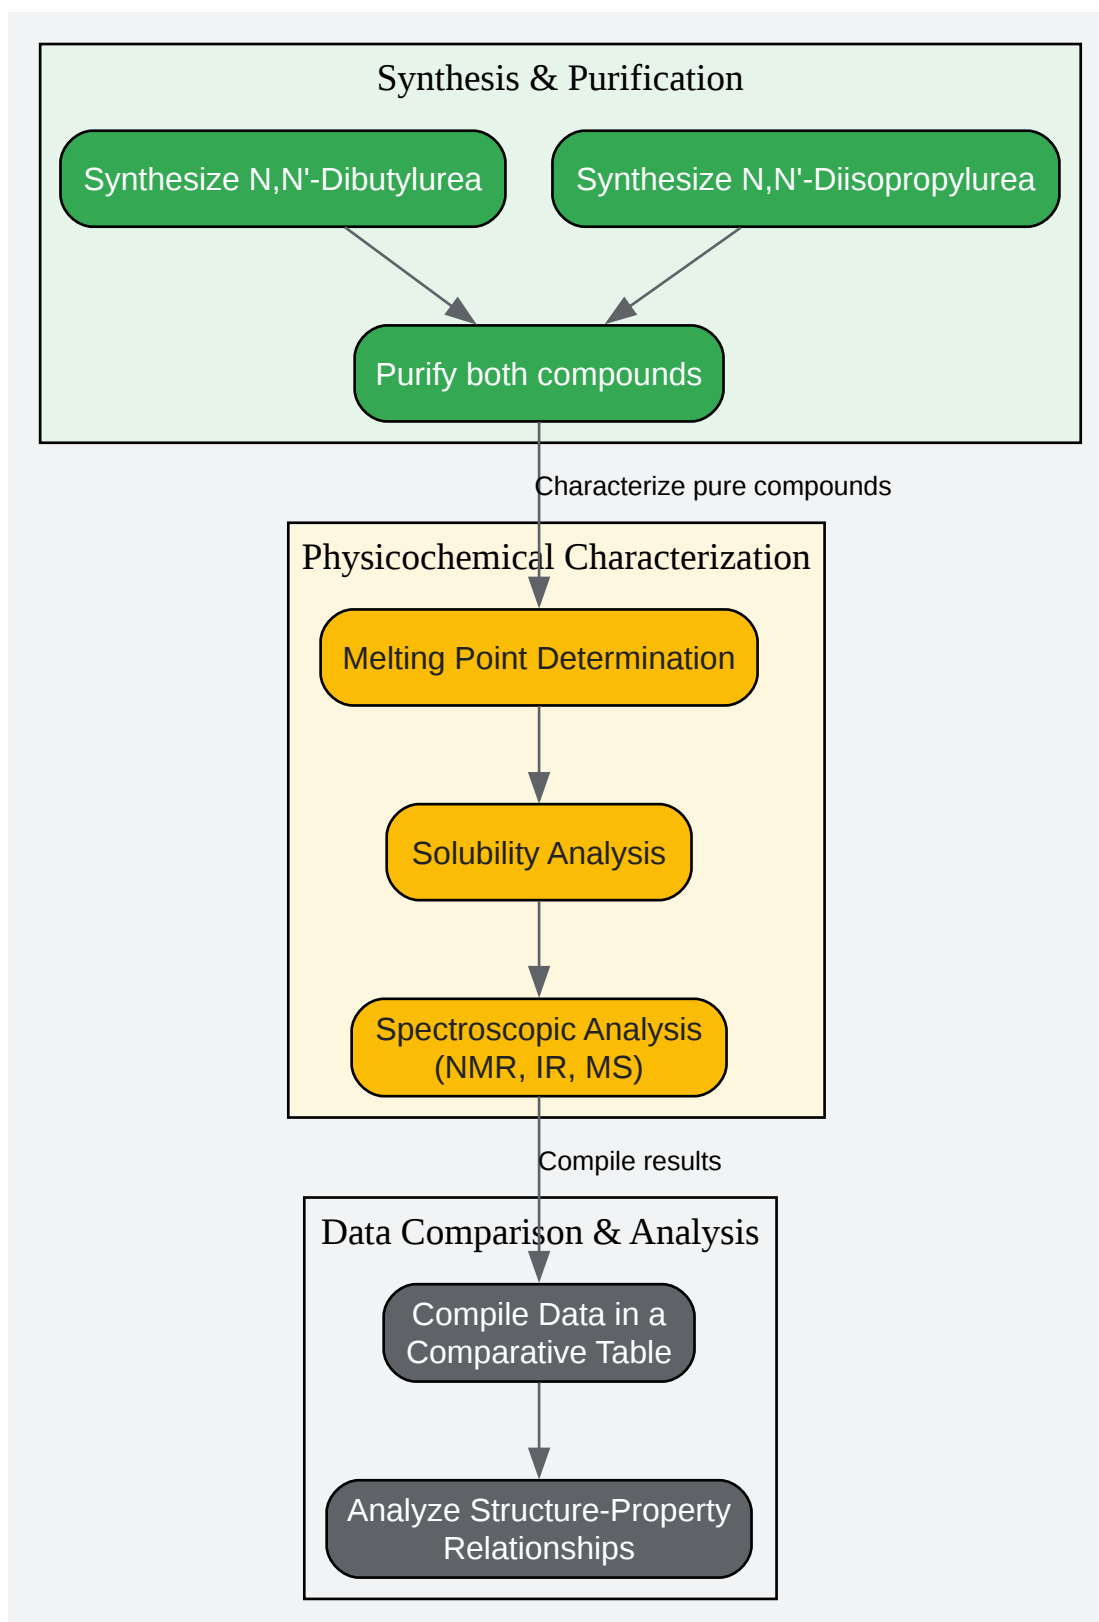 Synthesis & Purification
Synthesize N,N'-Dibutylurea
Synthesize N,N'-Diisopropylurea
Purify both compounds
Characterize pure compounds
Physicochemical Characterization
Melting Point Determination
Solubility Analysis
Spectroscopic Analysis
(NMR, IR, MS)
Compile results
Data Comparison & Analysis
Compile Data in a
Comparative Table
Analyze Structure-Property
Relationships